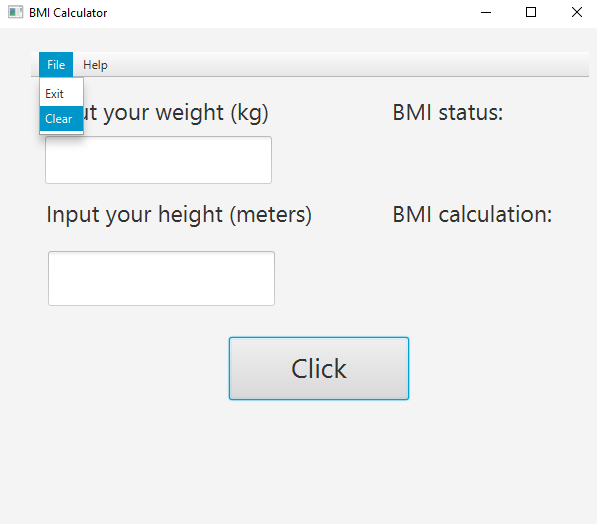 BMI Calculator
File Help
Exit
Clear
ut your weight (kg)
BMI status:
Input your height (meters)
BMI calculation:
Click